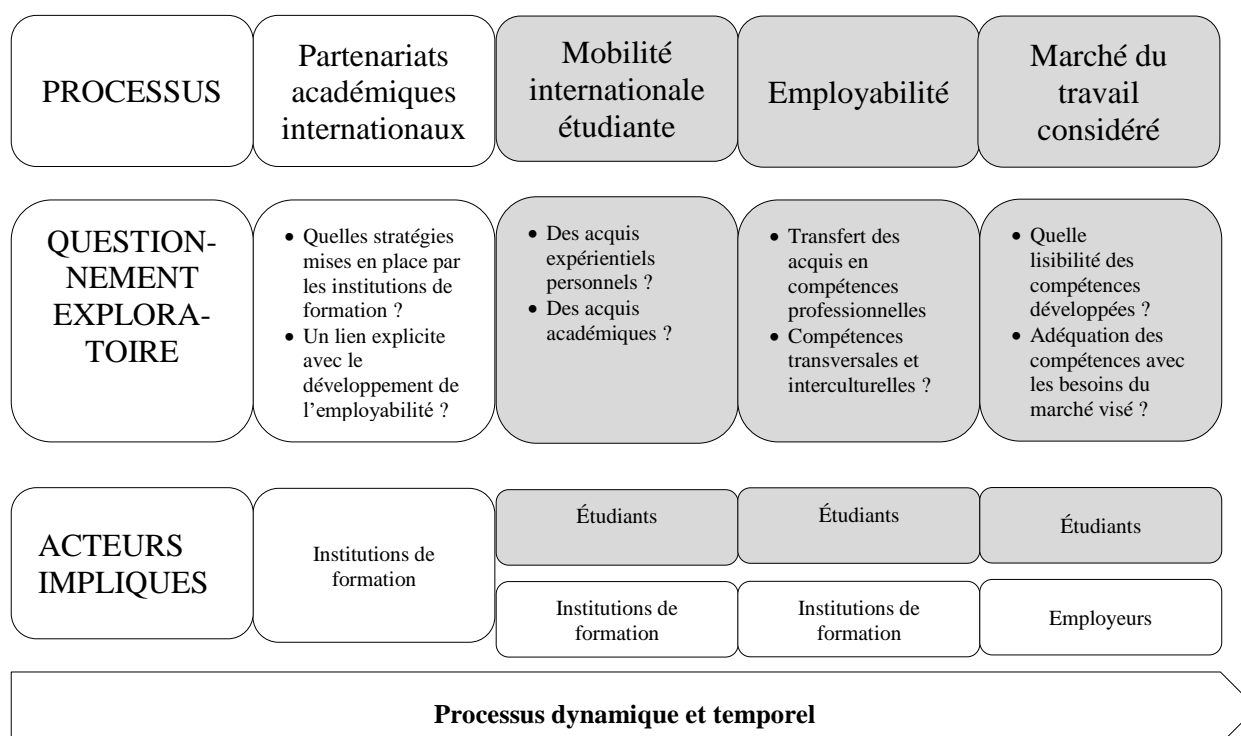 PROCESSUS
Partenariats
académiques
internationaux
Mobilité
internationale
étudiante
Employabilité
Marché du
travail
considéré
QUESTION-
NEMENT
EXPLORA-
TOIRE
• Quelles stratégies
mises en place par
les institutions de
formation ?
• Un lien explicite
avec le
développement de
l’employabilité ?
• Des acquis
expérientiels
personnels ?
• Des acquis
académiques ?
• Transfert des
acquis en
compétences
professionnelles
• Compétences
transversales et
interculturelles ?
• Quelle
lisibilité des
compétences
développées ?
• Adéquation des
compétences avec
les besoins du
marché visé ?
ACTEURS
IMPLIQUES
Institutions de
formation
Étudiants
Institutions de
formation
Étudiants
Institutions de
formation
Étudiants
Employeurs
Processus dynamique et temporel